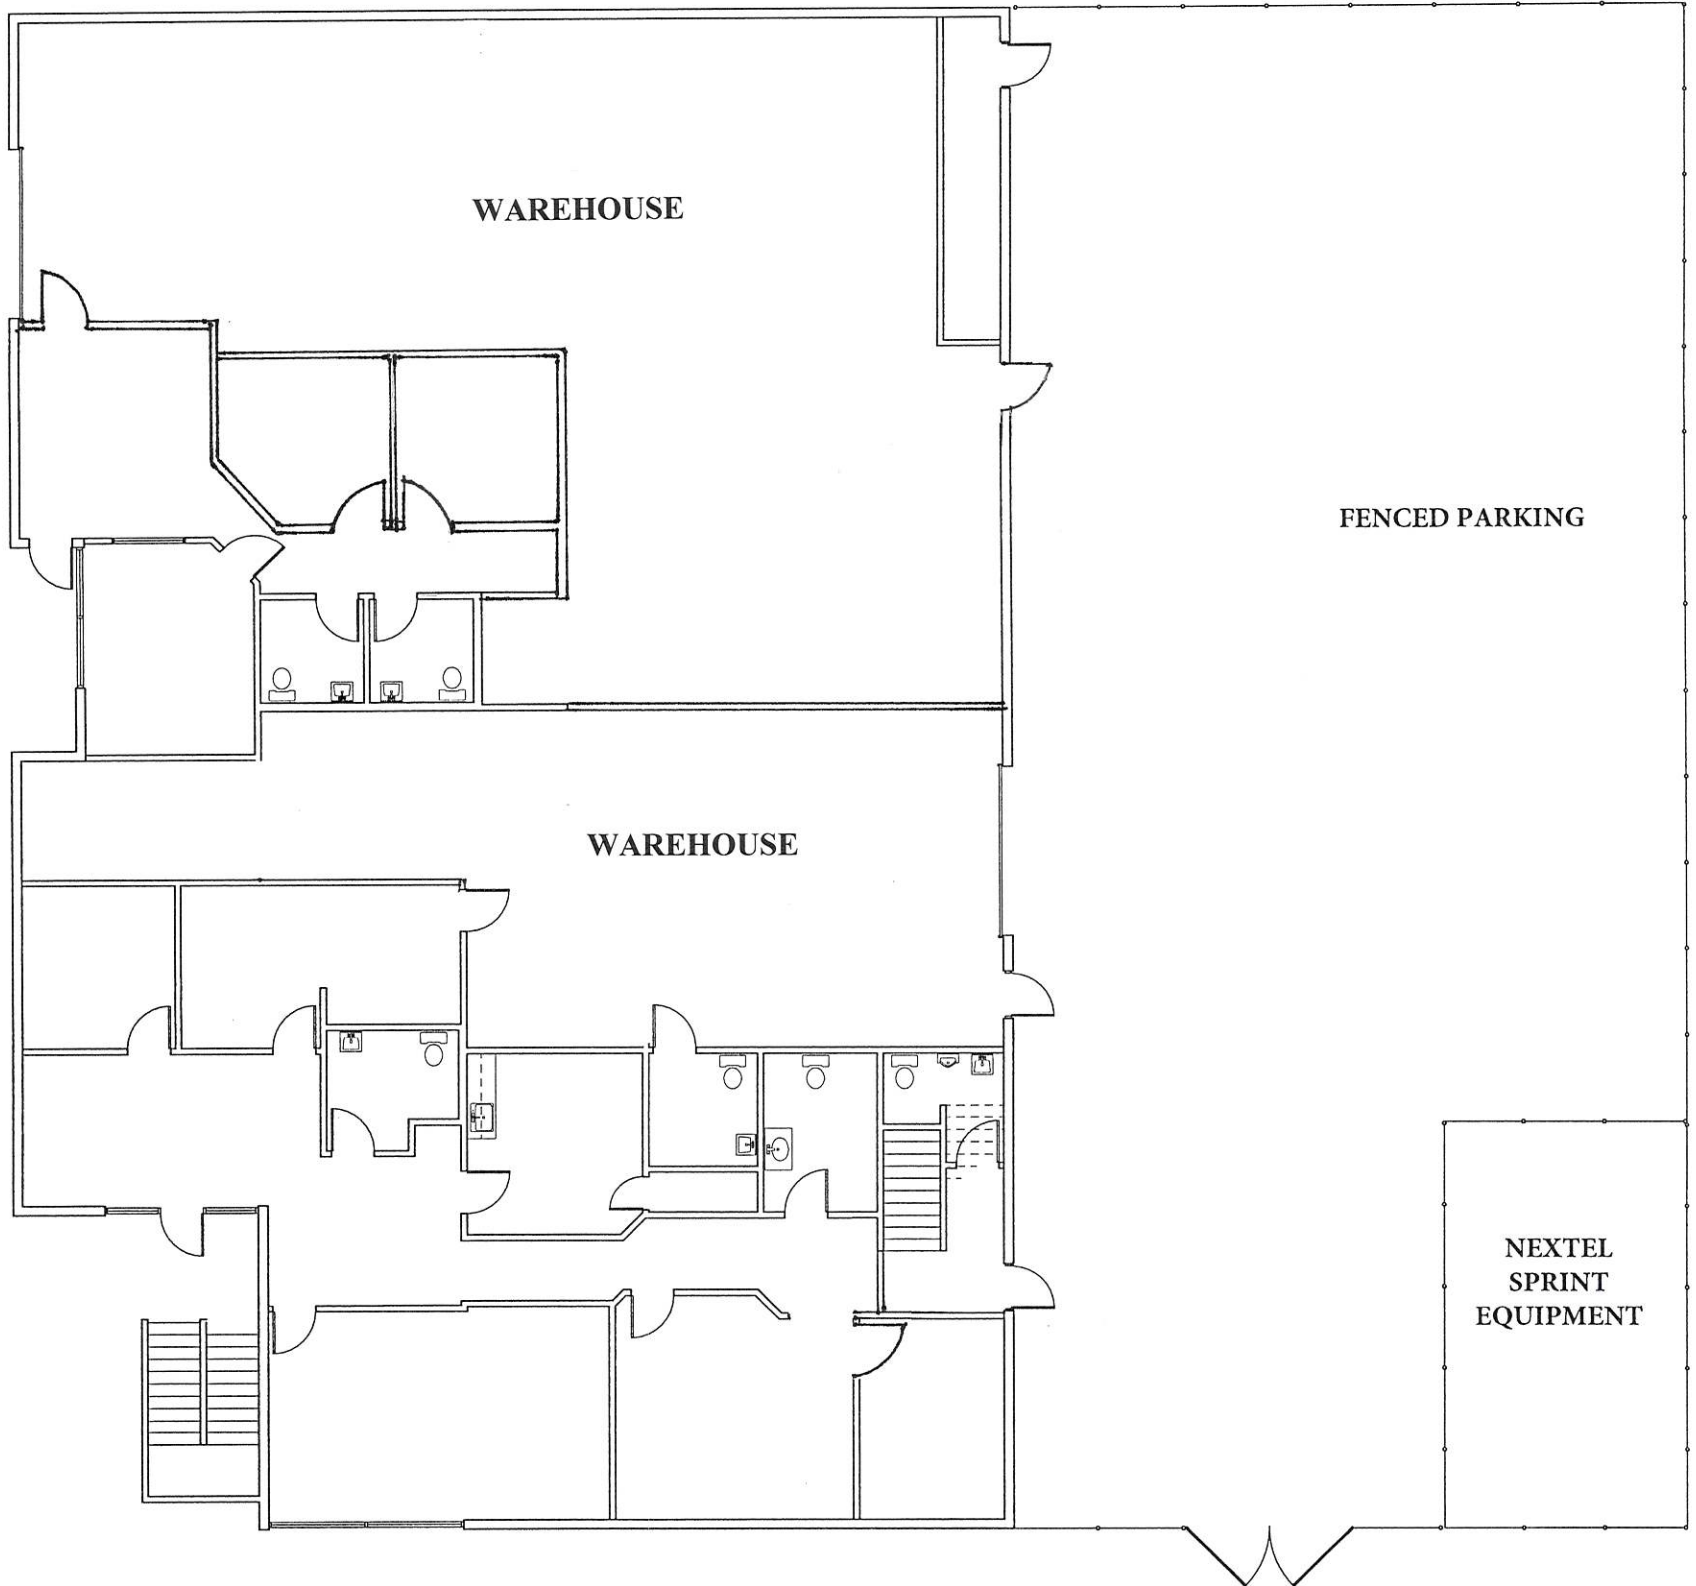 WAREHOUSE
FENCED PARKING
WAREHOUSE
NEXTEL
SPRINT
EQUIPMENT